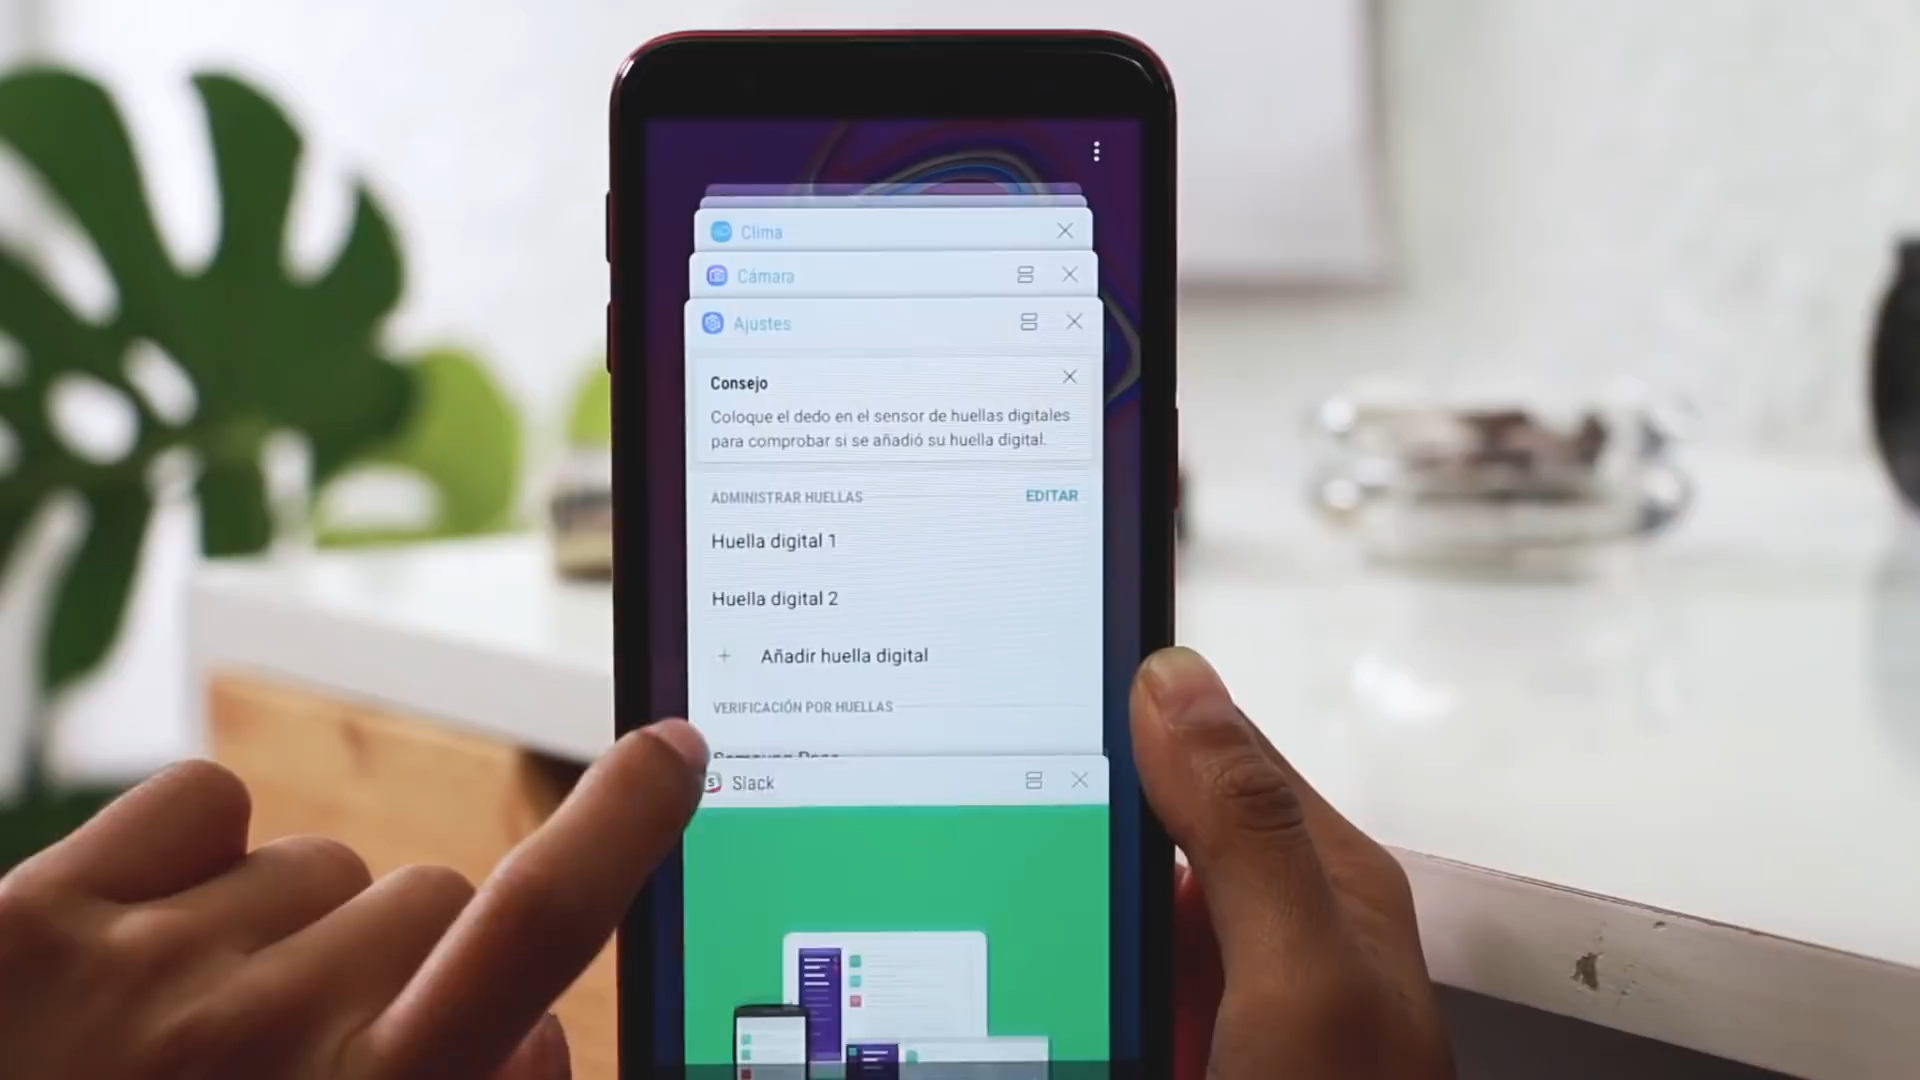 Clima
Cámara
Ajustes
Consejo
Coloque el dedo en el sensor de huellas digitales
para comprobar si se añadió su huella digital.
ADMINISTRAR HUELLAS
EDITAR
Huella digital 1
Huella digital 2
+ Añadir huella digital
VERIFICACIÓN POR HUELLAS
Slack